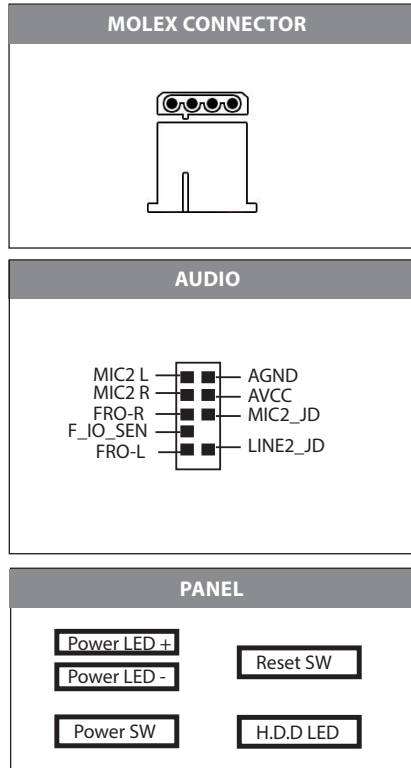 MOLEX CONNECTOR
AUDIO
MIC2 L
AGND
MIC2 R
AVCC
FRO-R
MIC2_JD
F_IO_SEN
FRO-L
LINE2_JD
PANEL
Power LED +
Power LED -
Reset SW
Power SW
H.D.D LED